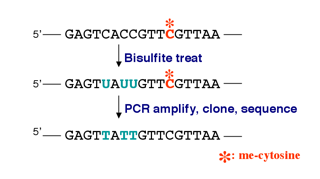 *
5' — GAGTCACCGTTCGTTAA —
Bisulfite treat
*
5' — GAGTUAUUGTTCGTTAA —
PCR amplify, clone, sequence
5' — GAGTTATTGTTCGTTAA —
*: me-cytosine